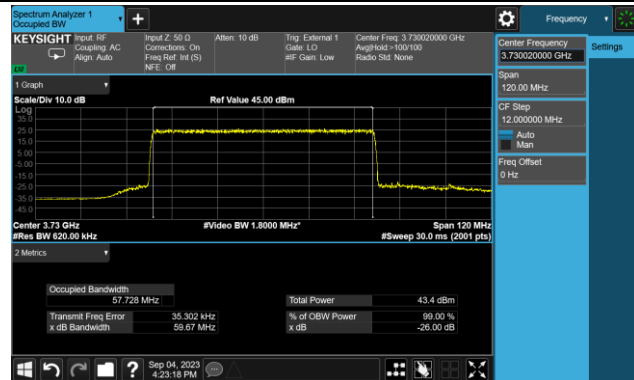 Spectrum Analyzer 1
Occupied BW
Frequency
KEYSIGHT
Input: RF
Coupling: AC
Align: Auto
Input Z: 50 Ω
Corrections: On
Freq Ref: Int (S)
NFE: Off
Atten: 10 dB
Trig: External 1
Gate: LO
#IF Gain: Low
Center Freq: 3.730020000 GHz
Avg|Hold:>100/100
Radio Std: None
Center Frequency
3.730020000 GHz
Settings
Span
120.00 MHz
CF Step
12.000000 MHz
Auto
Man
Freq Offset
0 Hz
1 Graph
Scale/Div 10.0 dB
Ref Value 45.00 dBm
Log
35.0
25.0
15.0
5.00
-5.00
-15.0
-25.0
-35.0
-45.0
Center 3.73 GHz
#Video BW 1.8000 MHz*
Span 120 MHz
#Res BW 620.00 kHz
#Sweep 30.0 ms (2001 pts)
2 Metrics
Occupied Bandwidth
57.728 MHz
Total Power 43.4 dBm
Transmit Freq Error 35.302 kHz
% of OBW Power 99.00 %
x dB Bandwidth 59.67 MHz
x dB -26.00 dB
?
Sep 04, 2023
4:23:18 PM